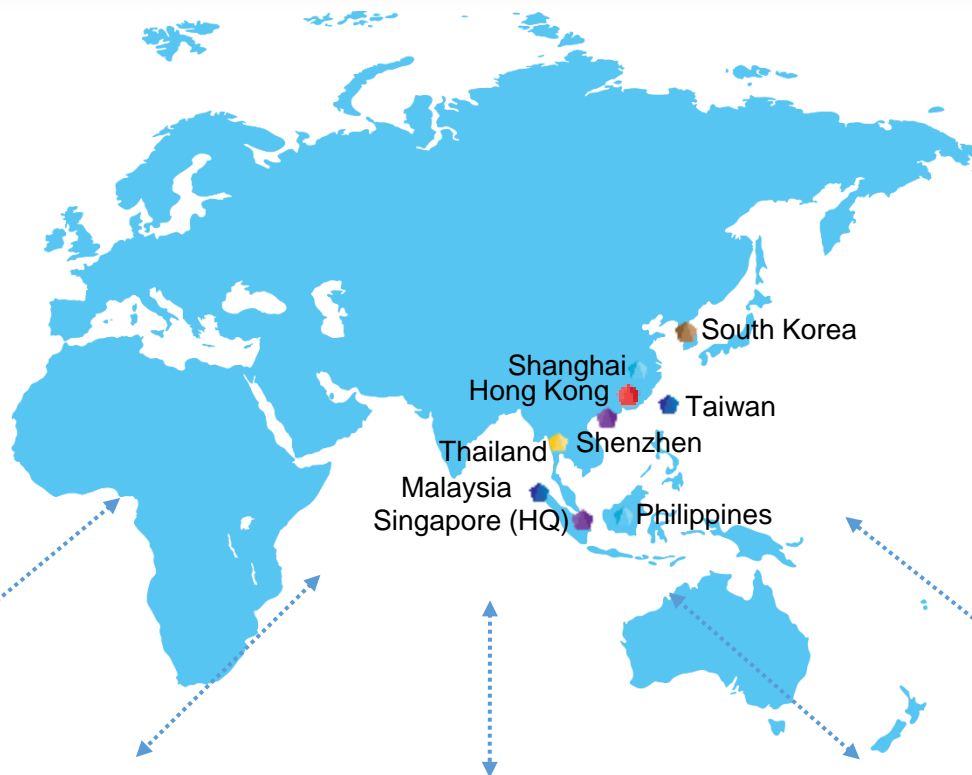 South Korea
Shanghai
Hong Kong
Taiwan
Shenzhen
Thailand
Malaysia
Singapore (HQ)
Philippines